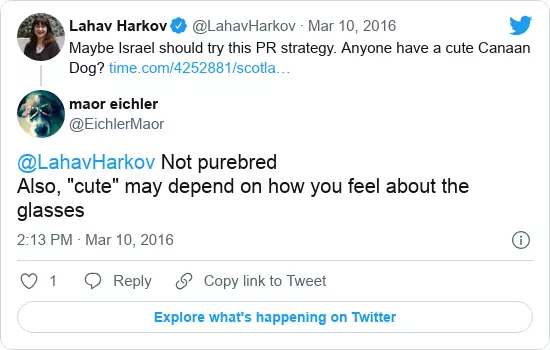 Lahav Harkov @LahavHarkov · Mar 10, 2016
Maybe Israel should try this PR strategy. Anyone have a cute Canaan
Dog? time.com/4252881/scotla…
maor eichler
@EichlerMaor
@LahavHarkov Not purebred
Also, "cute" may depend on how you feel about the
glasses
2:13 PM · Mar 10, 2016
1 Reply Copy link to Tweet
Explore what's happening on Twitter